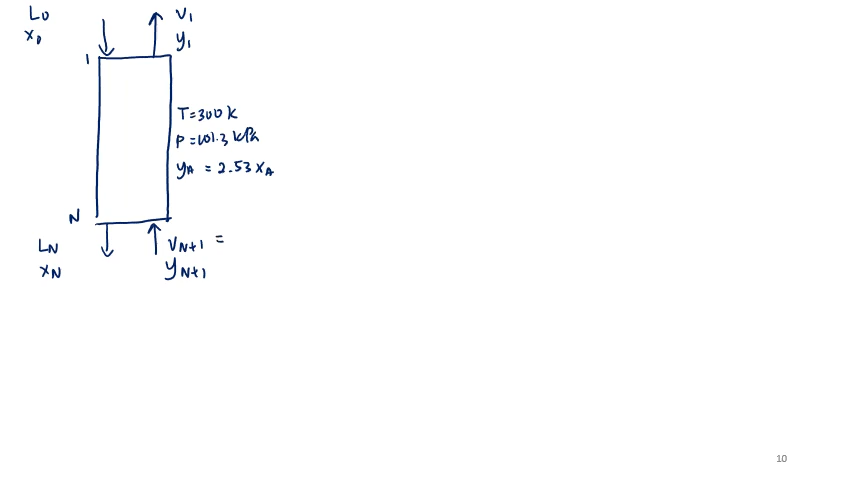 L0 V1
x0 y1
1
T=300 K
P=101.3 kPa
yA = 2.53 xA
N
LN VN+1 =
xN yN+1
10